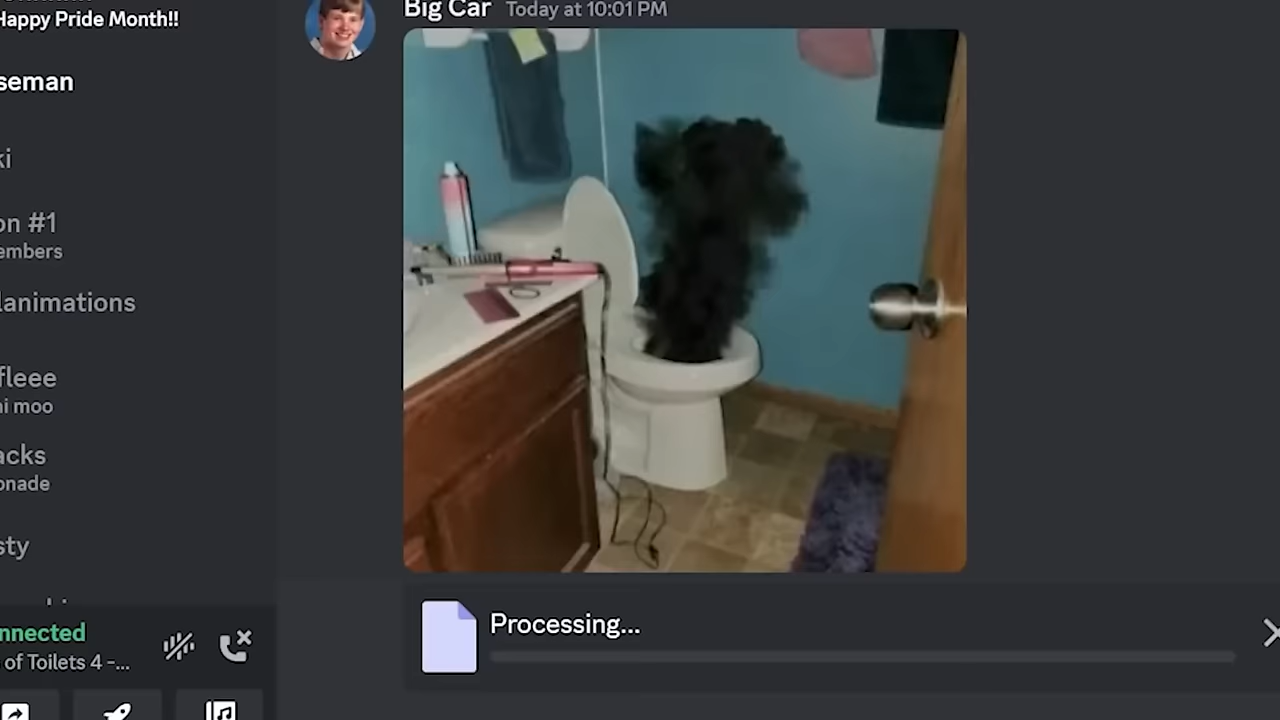 Happy Pride Month!!
seman
ki
on #1
embers
lanimations
fleee
ni moo
acks
onade
sty
nnected
of Toilets 4 -...
Big Car Today at 10:01 PM
Processing...